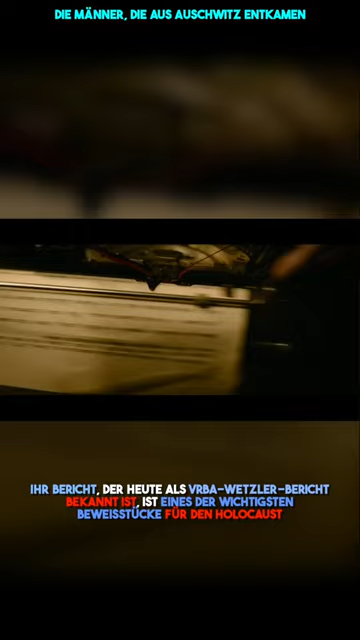 DIE MÄNNER, DIE AUS AUSCHWITZ ENTKAMEN
IHR BERICHT, DER HEUTE ALS VRBA-WETZLER-BERICHT
BEKANNT IST, IST EINES DER WICHTIGSTEN
BEWEISSTÜCKE FÜR DEN HOLOCAUST